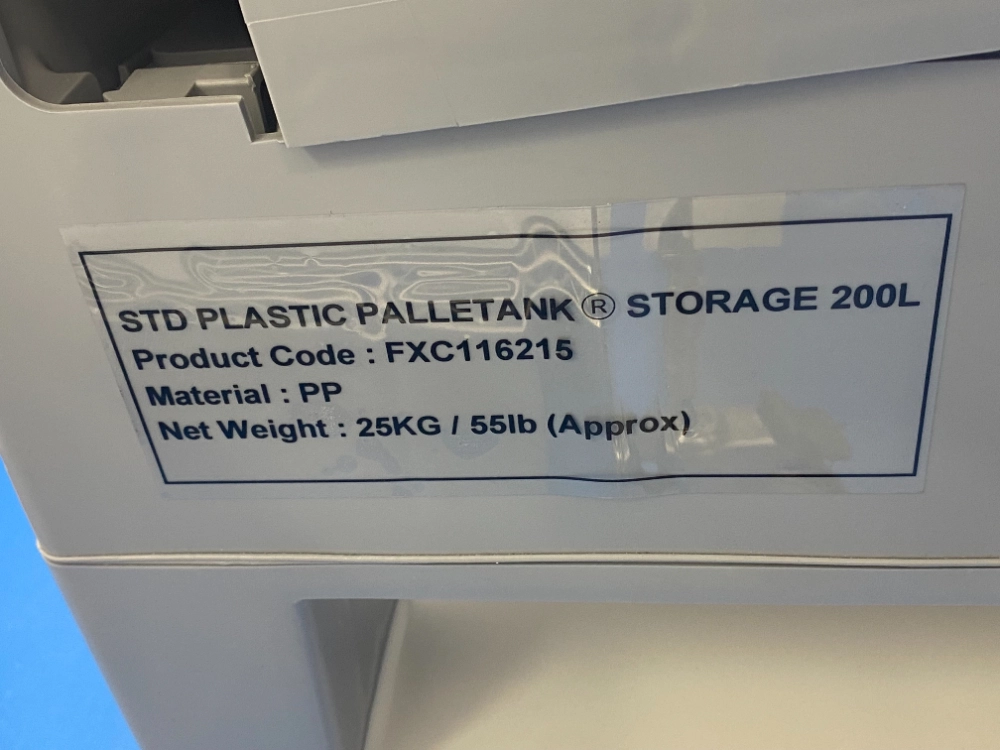 STD PLASTIC PALLETANK ® STORAGE 200L
Product Code : FXC116215
Material : PP
Net Weight : 25KG / 55lb (Approx)